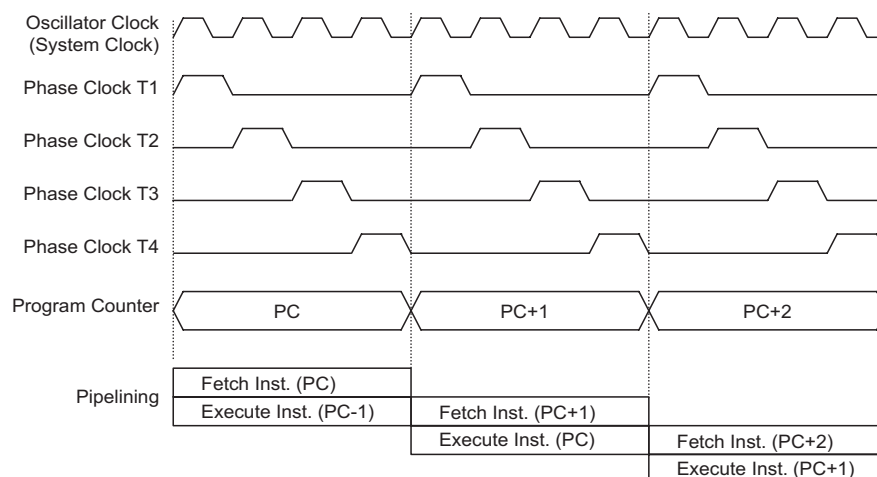 Oscillator Clock
(System Clock)
Phase Clock T1
Phase Clock T2
Phase Clock T3
Phase Clock T4
Program Counter
PC
PC+1
PC+2
Pipelining
Fetch Inst. (PC)
Execute Inst. (PC-1)
Fetch Inst. (PC+1)
Execute Inst. (PC)
Fetch Inst. (PC+2)
Execute Inst. (PC+1)